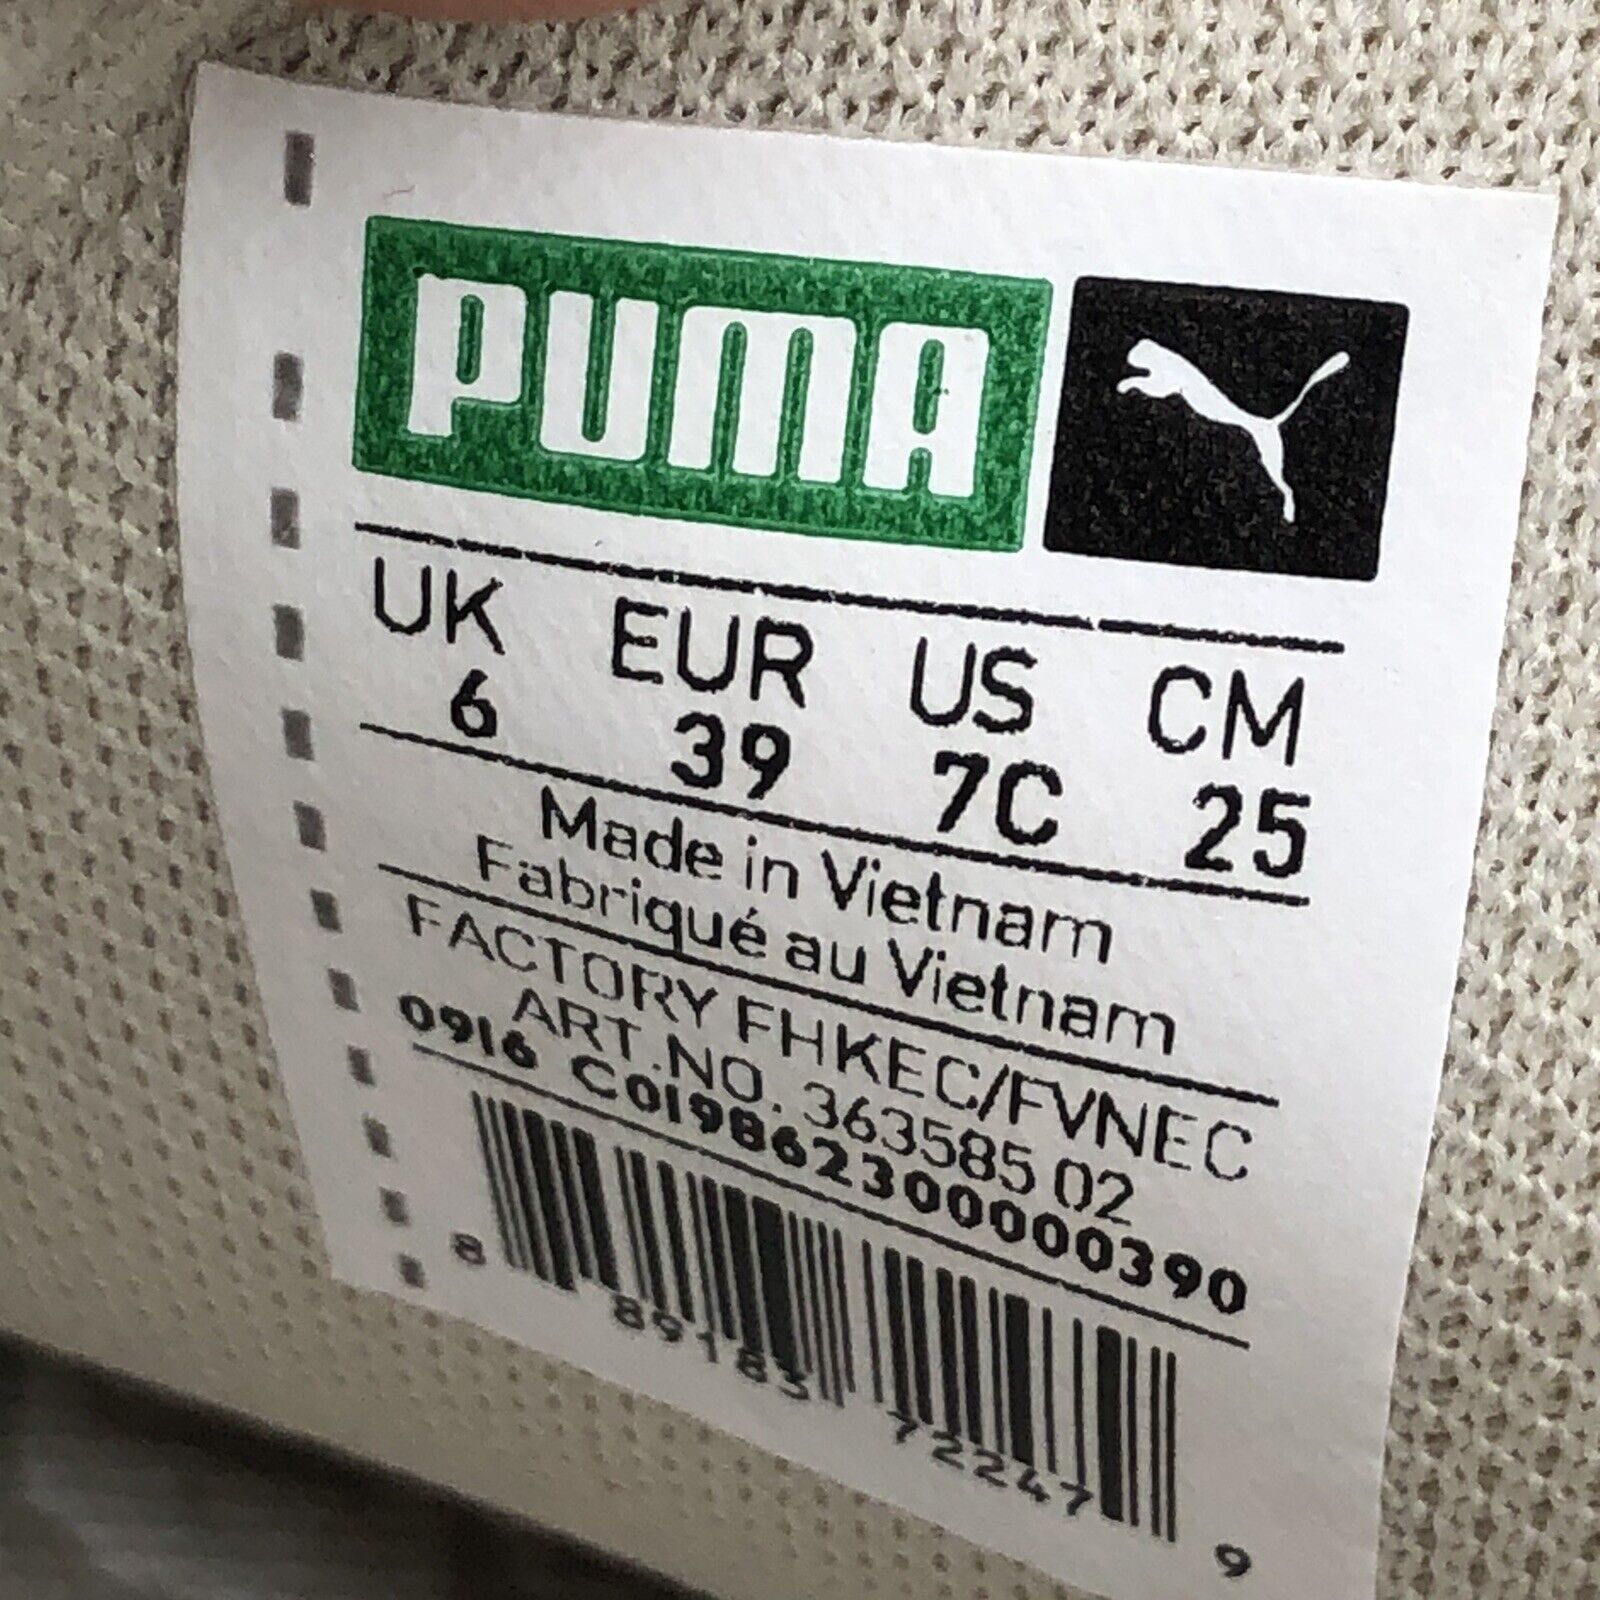 PUMA
UK EUR US CM
6 39 7C 25
Made in Vietnam
Fabriqué au Vietnam
FACTORY FHKEC/FVNEC
ART.NO. 363585 02
0916 C0198623000000390
8 89183 72247 9